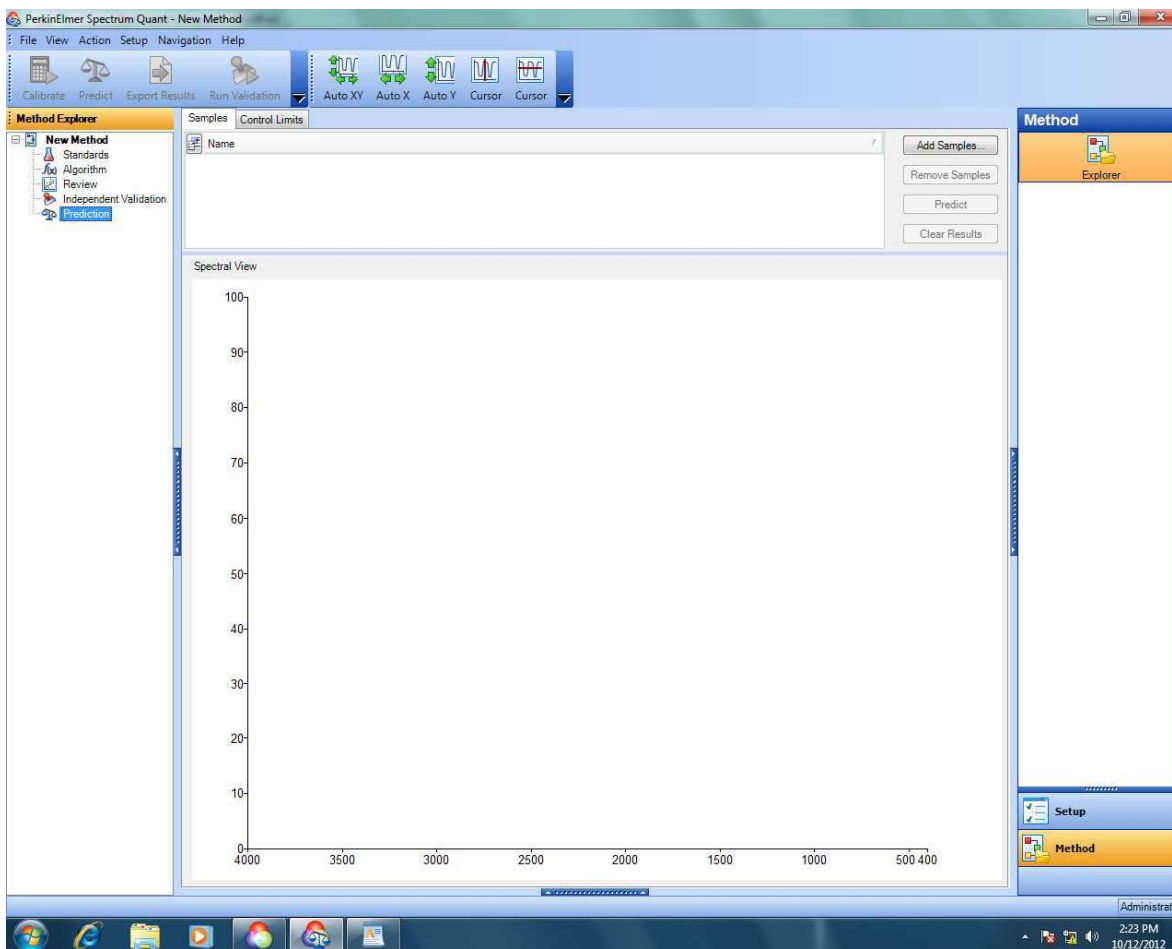 PerkinElmer Spectrum Quant - New Method
File View Action Setup Navigation Help
Calibrate Predict Export Results Run Validation Auto XY Auto X Auto Y Cursor Cursor
Method Explorer
New Method
Standards
Algorithm
Review
Independent Validation
Prediction
Samples Control Limits
Name
Add Samples...
Remove Samples
Predict
Clear Results
Spectral View
100
90
80
70
60
50
40
30
20
10
0
4000 3500 3000 2500 2000 1500 1000 500 400
Method
Explorer
Setup
Method
Administrat
2:23 PM
10/12/2012